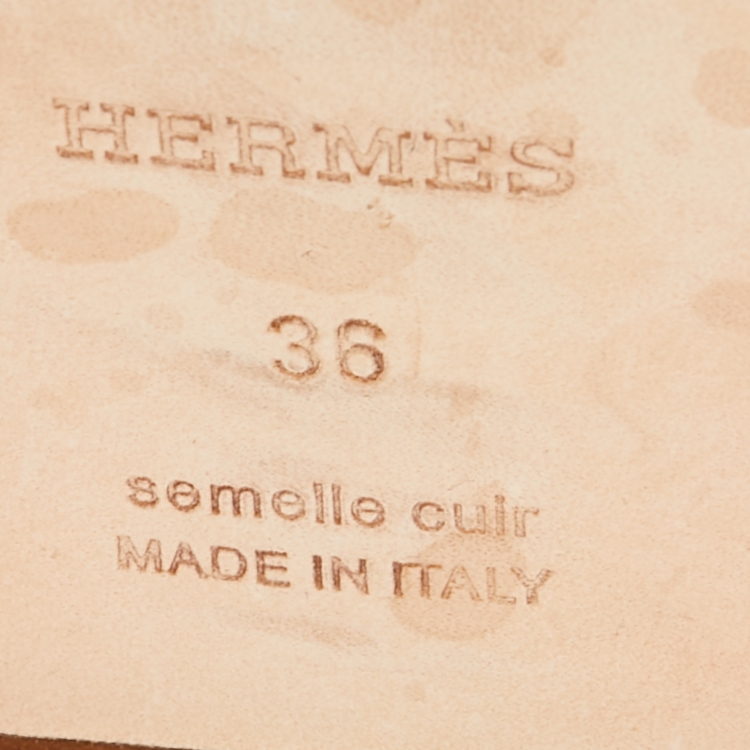 HERMÈS
36
semelle cuir
MADE IN ITALY